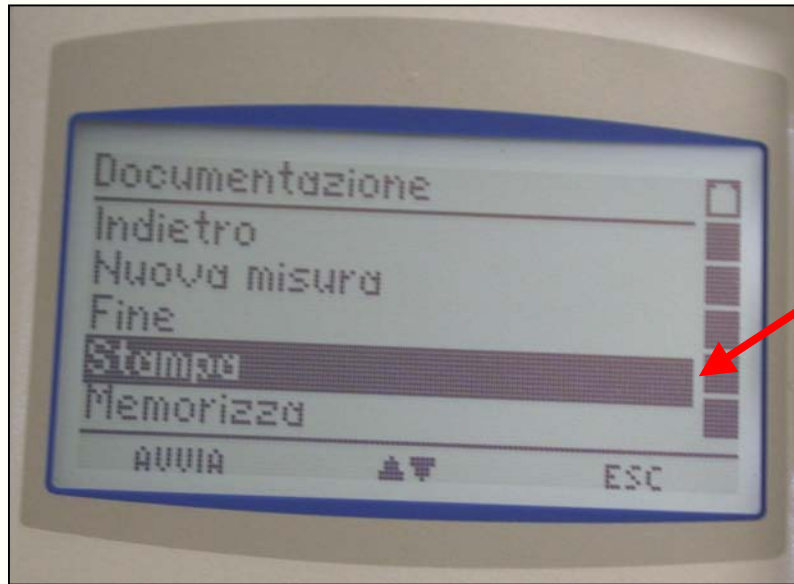 Documentazione
Indietro
Nuova misura
Fine
Stampa
Memorizza
AVVIA ▲▼ ESC